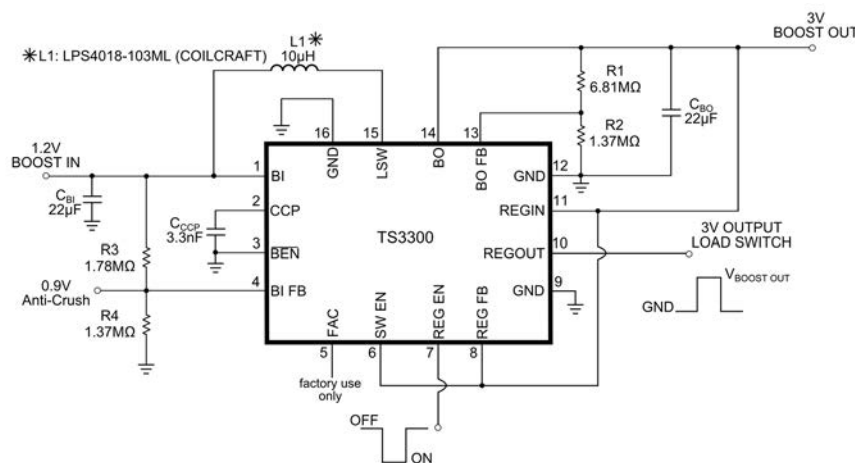 ✳L1: LPS4018-103ML (COILCRAFT)
L1✳
10µH
3V
BOOST OUT
R1
6.81MΩ
R2
1.37MΩ
CBO
22µF
1.2V
BOOST IN
CBI
22µF
R3
1.78MΩ
0.9V
Anti-Crush
R4
1.37MΩ
CCCP
3.3nF
16
15
14
13
GND
LSW
BO
BO FB
1
BI
2
CCP
3
BEN
4
BI FB
TS3300
GND
12
REGIN
11
REGOUT
10
GND
9
3V OUTPUT
LOAD SWITCH
VBOOST OUT
GND
FAC
SW EN
REG EN
REG FB
5
6
7
8
factory use
only
OFF
ON